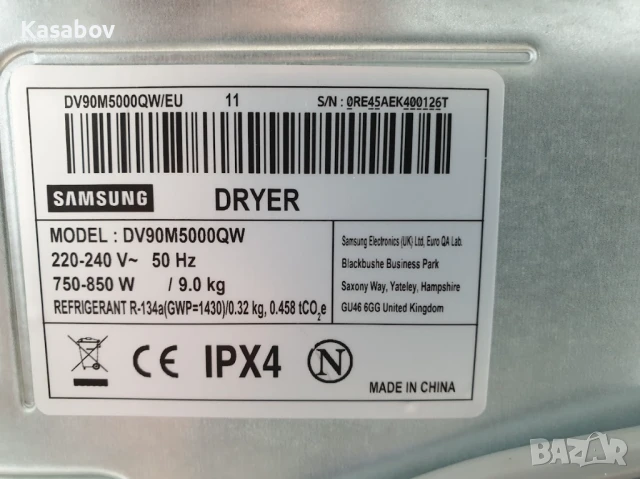 Kasabov
DV90M5000QW/EU 11 S/N : 0RE45AEK400126T
SAMSUNG DRYER
MODEL : DV90M5000QW
220-240 V~ 50 Hz
750-850 W / 9.0 kg
REFRIGERANT R-134a(GWP=1430)/0.32 kg, 0.458 tCO2e
Samsung Electronics (UK) Ltd, Euro QA Lab.
Blackbushe Business Park
Saxony Way, Yateley, Hampshire
GU46 6GG United Kingdom
CE IPX4 N
MADE IN CHINA
BAZAR